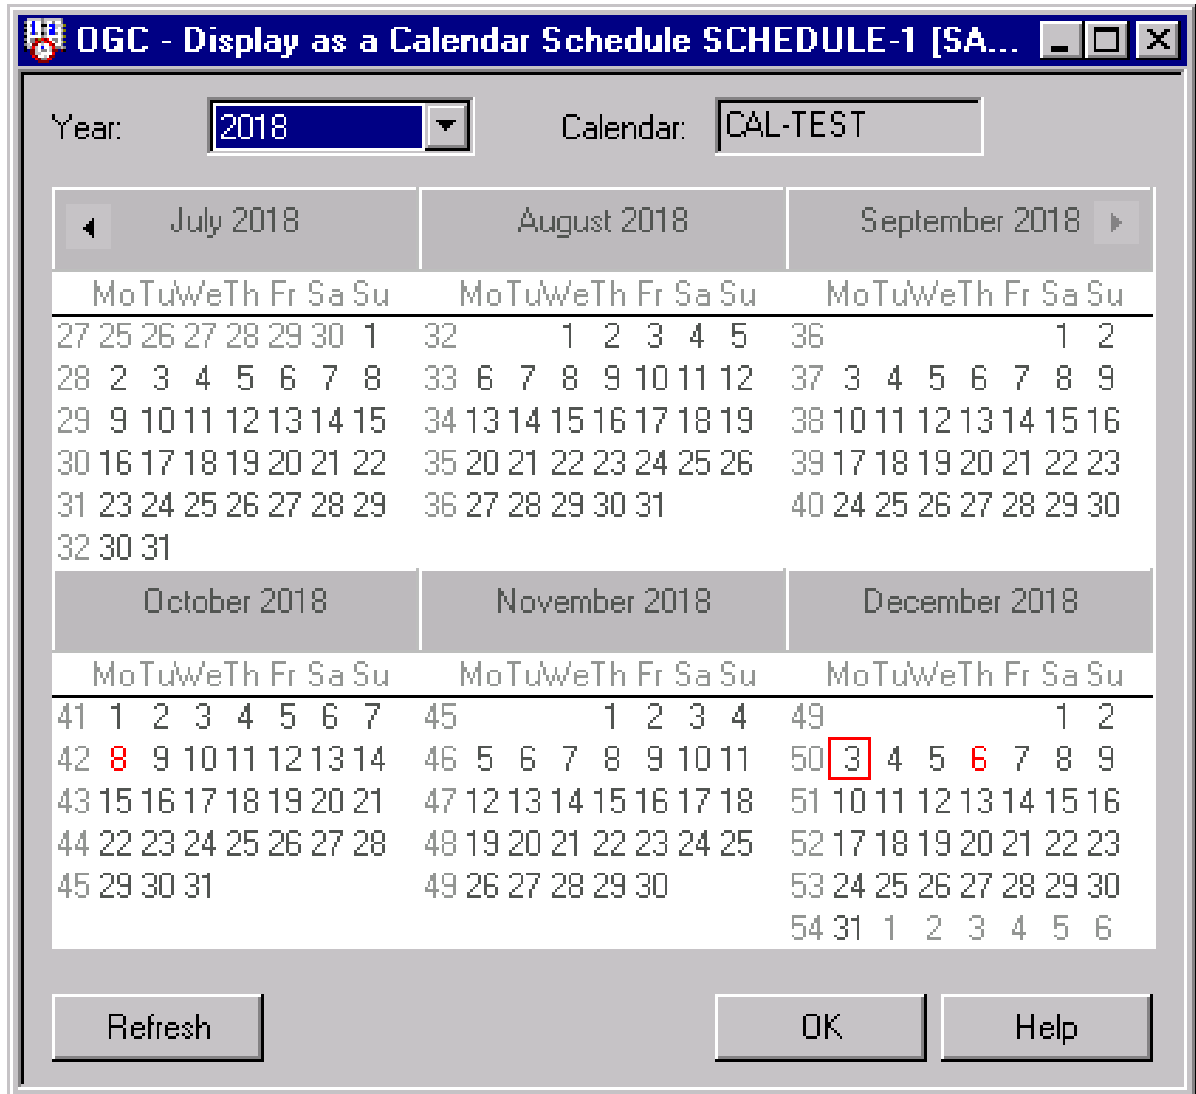 OGC - Display as a Calendar Schedule SCHEDULE-1 [SA...
Year: 2018 Calendar: CAL-TEST
July 2018 August 2018 September 2018
Mo Tu We Th Fr Sa Su Mo Tu We Th Fr Sa Su Mo Tu We Th Fr Sa Su
27 25 26 27 28 29 30 1 32 1 2 3 4 5 36 1 2
28 2 3 4 5 6 7 8 33 6 7 8 9 10 11 12 37 3 4 5 6 7 8 9
29 9 10 11 12 13 14 15 34 13 14 15 16 17 18 19 38 10 11 12 13 14 15 16
30 16 17 18 19 20 21 22 35 20 21 22 23 24 25 26 39 17 18 19 20 21 22 23
31 23 24 25 26 27 28 29 36 27 28 29 30 31 40 24 25 26 27 28 29 30
32 30 31
October 2018 November 2018 December 2018
Mo Tu We Th Fr Sa Su Mo Tu We Th Fr Sa Su Mo Tu We Th Fr Sa Su
41 1 2 3 4 5 6 7 45 1 2 3 4 49 1 2
42 8 9 10 11 12 13 14 46 5 6 7 8 9 10 11 50 3 4 5 6 7 8 9
43 15 16 17 18 19 20 21 47 12 13 14 15 16 17 18 51 10 11 12 13 14 15 16
44 22 23 24 25 26 27 28 48 19 20 21 22 23 24 25 52 17 18 19 20 21 22 23
45 29 30 31 49 26 27 28 29 30 53 24 25 26 27 28 29 30
54 31 1 2 3 4 5 6
Refresh OK Help